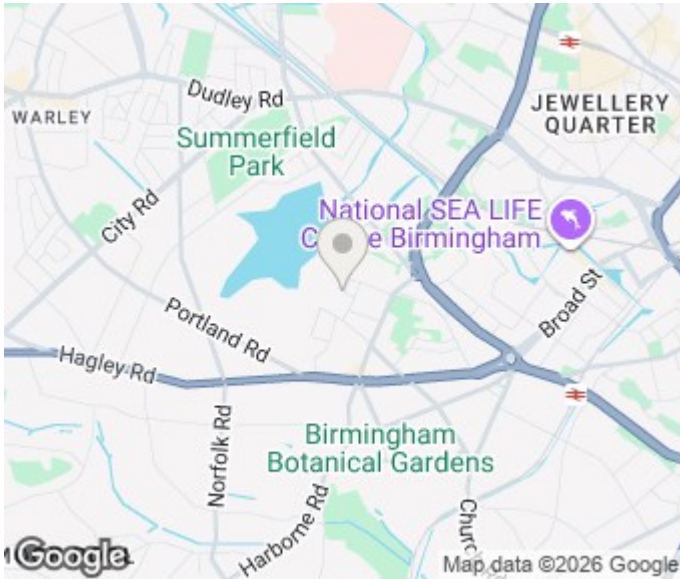 Dudley Rd
WARLEY
JEWELLERY
QUARTER
Summerfield
Park
City Rd
National SEA LIFE
Birmingham
Broad St
Portland Rd
Hagley Rd
Norfolk Rd
Birmingham
Botanical Gardens
Harborne Rd
Google
Map data ©2026 Google